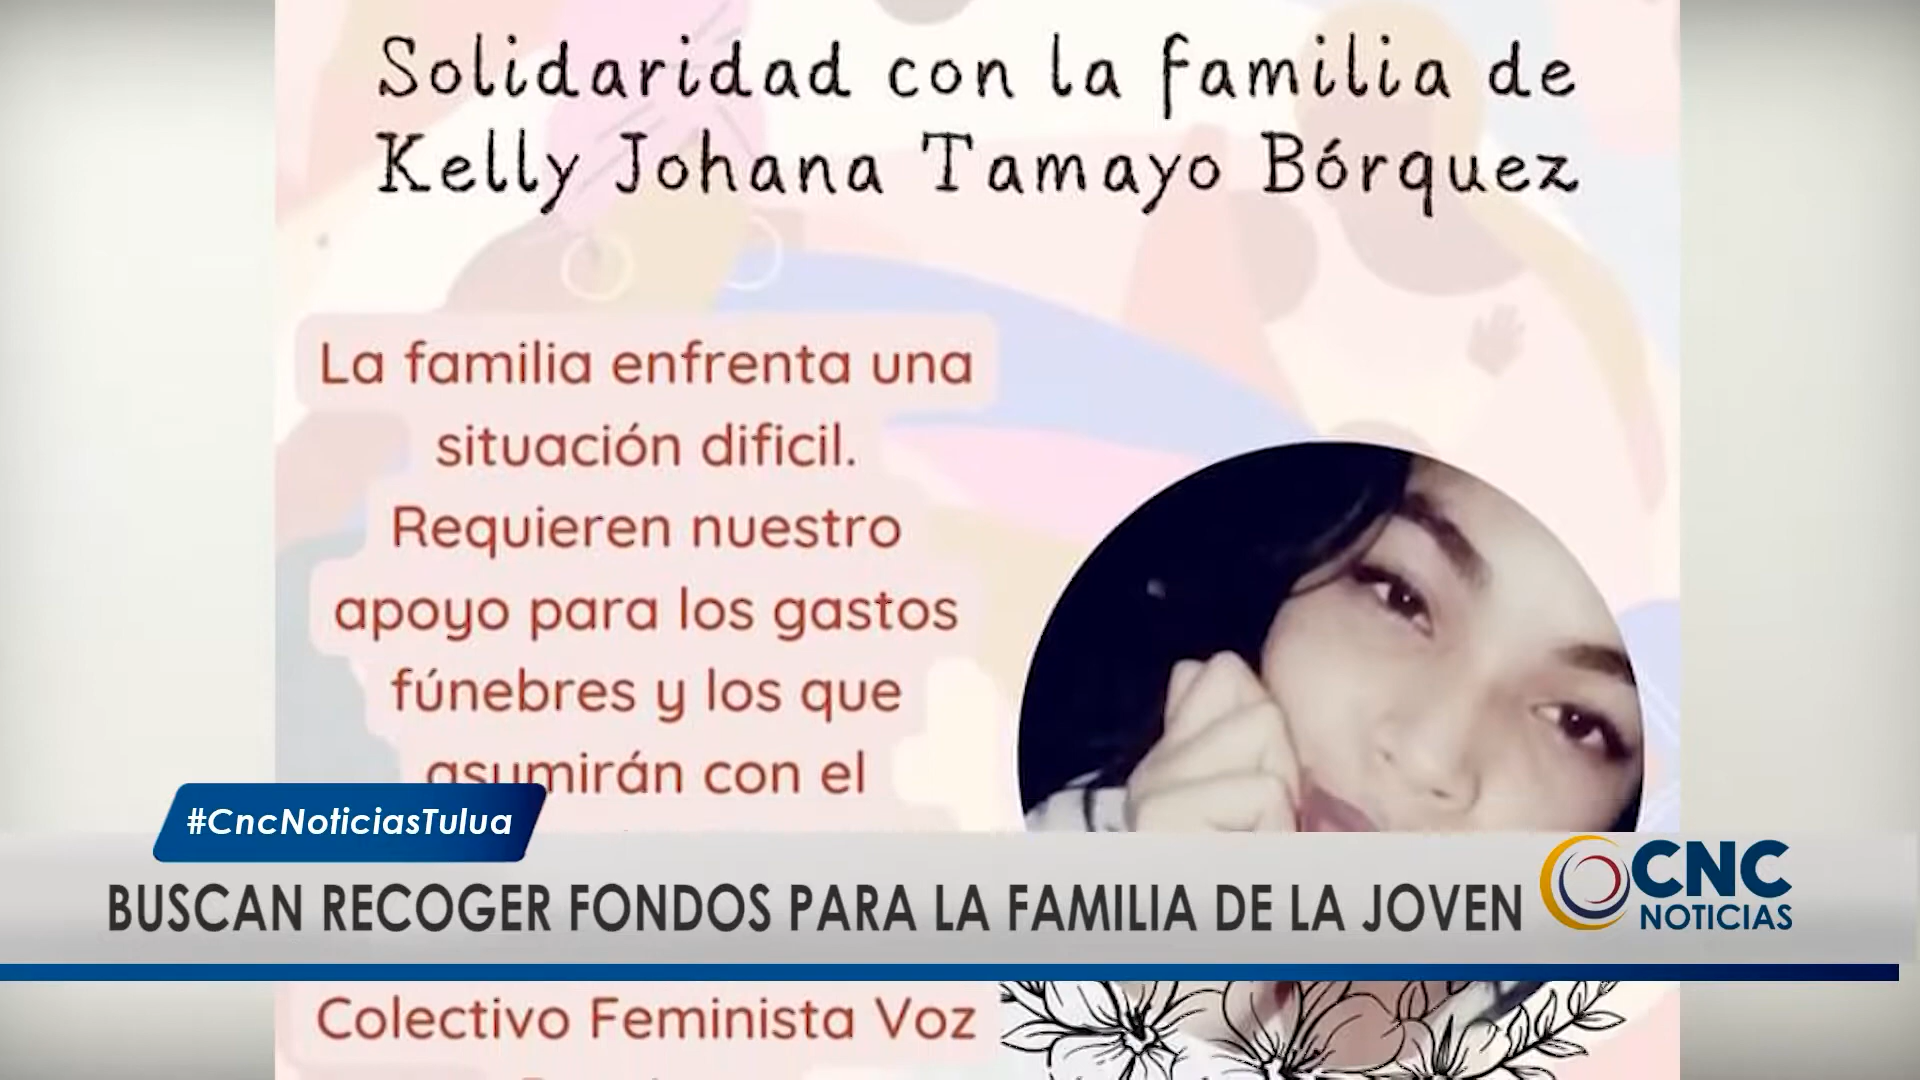 Solidaridad con la familia de
Kelly Johana Tamayo Bórquez
La familia enfrenta una
situación dificil.
Requieren nuestro
apoyo para los gastos
fúnebres y los que
asumirán con el
#CncNoticiasTulua
BUSCAN RECOGER FONDOS PARA LA FAMILIA DE LA JOVEN
CNC
NOTICIAS
Colectivo Feminista Voz